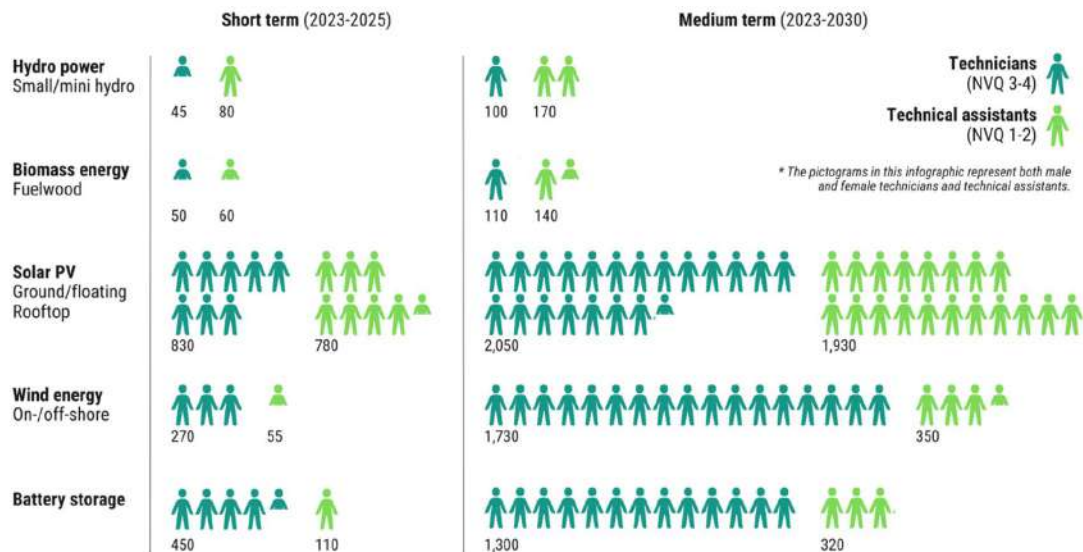 Short term (2023-2025)
Medium term (2023-2030)
Technicians
(NVQ 3-4)
Technical assistants
(NVQ 1-2)
* The pictograms in this infographic represent both male
and female technicians and technical assistants.
Hydro power
Small/mini hydro
45 80 100 170
Biomass energy
Fuelwood
50 60 110 140
Solar PV
Ground/floating
Rooftop
830 780 2,050 1,930
Wind energy
On-/off-shore
270 55 1,730 350
Battery storage
450 110 1,300 320